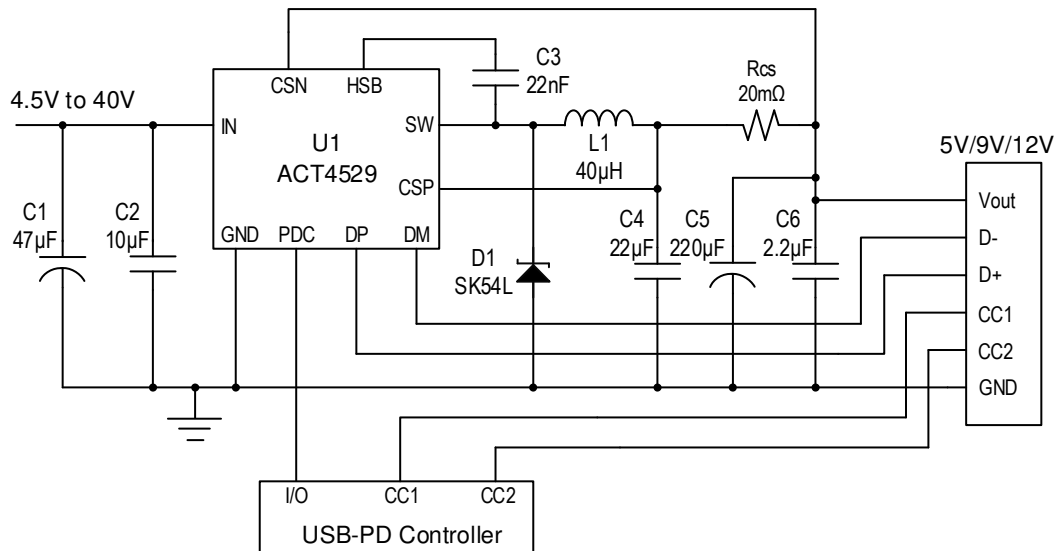 C3
22nF
CSN
HSB
Rcs
20mΩ
4.5V to 40V
IN
SW
U1
ACT4529
L1
40µH
5V/9V/12V
CSP
Vout
C1
47µF
C2
10µF
GND
PDC
DP
DM
D1
SK54L
C4
22µF
C5
220µF
C6
2.2µF
D-
D+
CC1
CC2
GND
I/O
CC1
CC2
USB-PD Controller